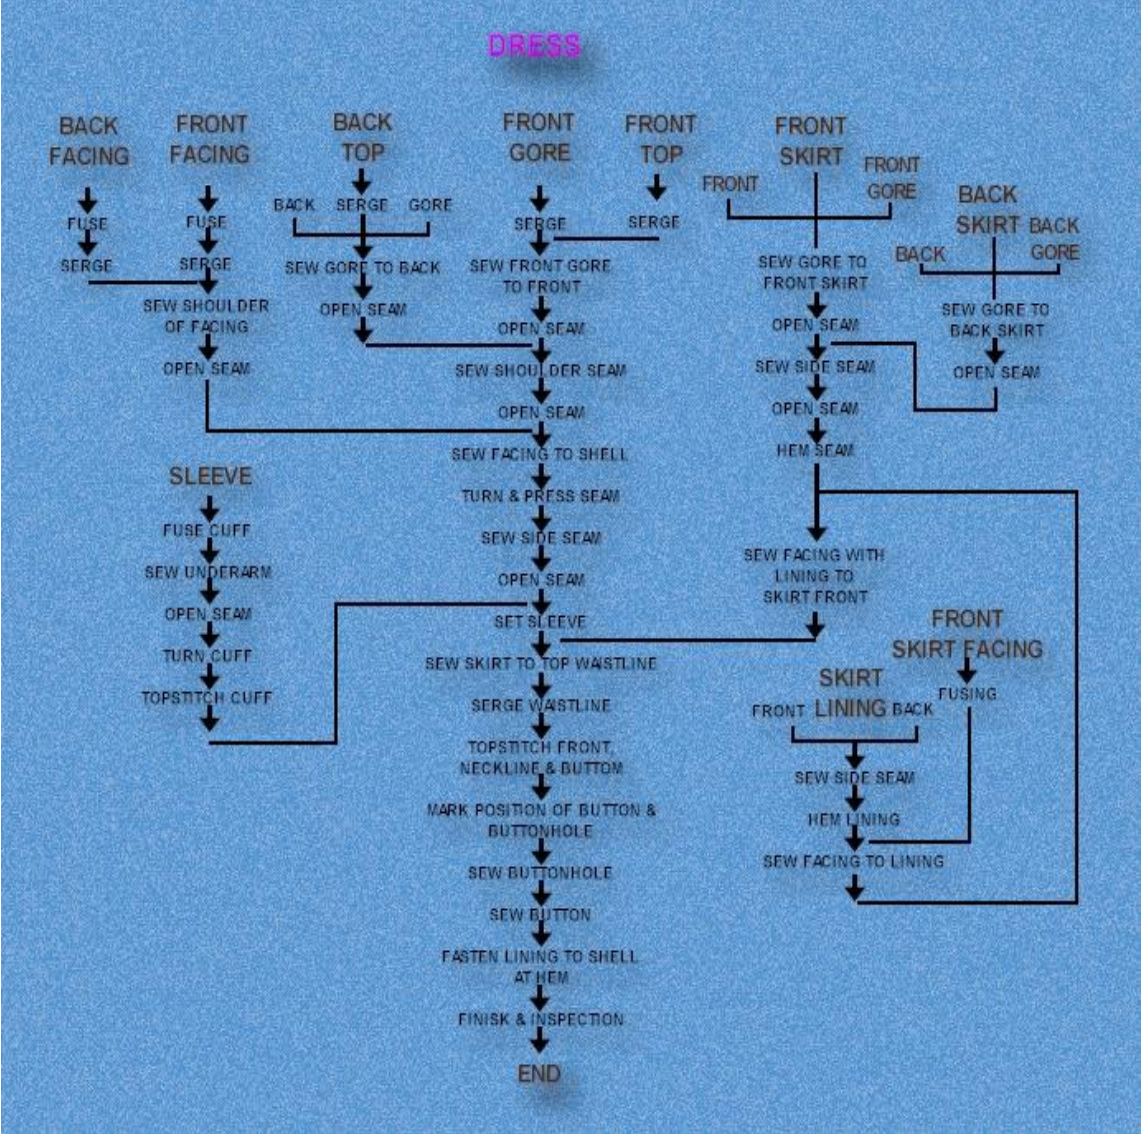 DRESS
BACK
FACING
FUSE
SERGE
FRONT
FACING
FUSE
SERGE
SEW SHOULDER
OF FACING
OPEN SEAM
BACK
TOP
BACK SERGE GORE
SEW GORE TO BACK
OPEN SEAM
FRONT
GORE
SERGE
FRONT
TOP
SERGE
SEW FRONT GORE
TO FRONT
OPEN SEAM
SEW SHOULDER SEAM
OPEN SEAM
SEW FACING TO SHELL
TURN & PRESS SEAM
SEW SIDE SEAM
OPEN SEAM
SET SLEEVE
SEW SKIRT TO TOP WAISTLINE
SERGE WAISTLINE
TOPSTITCH FRONT,
NECKLINE & BUTTOM
MARK POSITION OF BUTTON &
BUTTONHOLE
SEW BUTTONHOLE
SEW BUTTON
FASTEN LINING TO SHELL
AT HEM
FINISK & INSPECTION
END
SLEEVE
FUSE CUFF
SEW UNDERARM
OPEN SEAM
TURN CUFF
TOPSTITCH CUFF
FRONT
SKIRT
FRONT
FRONT
GORE
SEW GORE TO
FRONT SKIRT
OPEN SEAM
SEW SIDE SEAM
OPEN SEAM
HEM SEAM
SEW FACING WITH
LINING TO
SKIRT FRONT
BACK
SKIRT
BACK
BACK
GORE
SEW GORE TO
BACK SKIRT
OPEN SEAM
FRONT
SKIRT FACING
FUSING
SKIRT
FRONT LINING BACK
SEW SIDE SEAM
HEM LINING
SEW FACING TO LINING